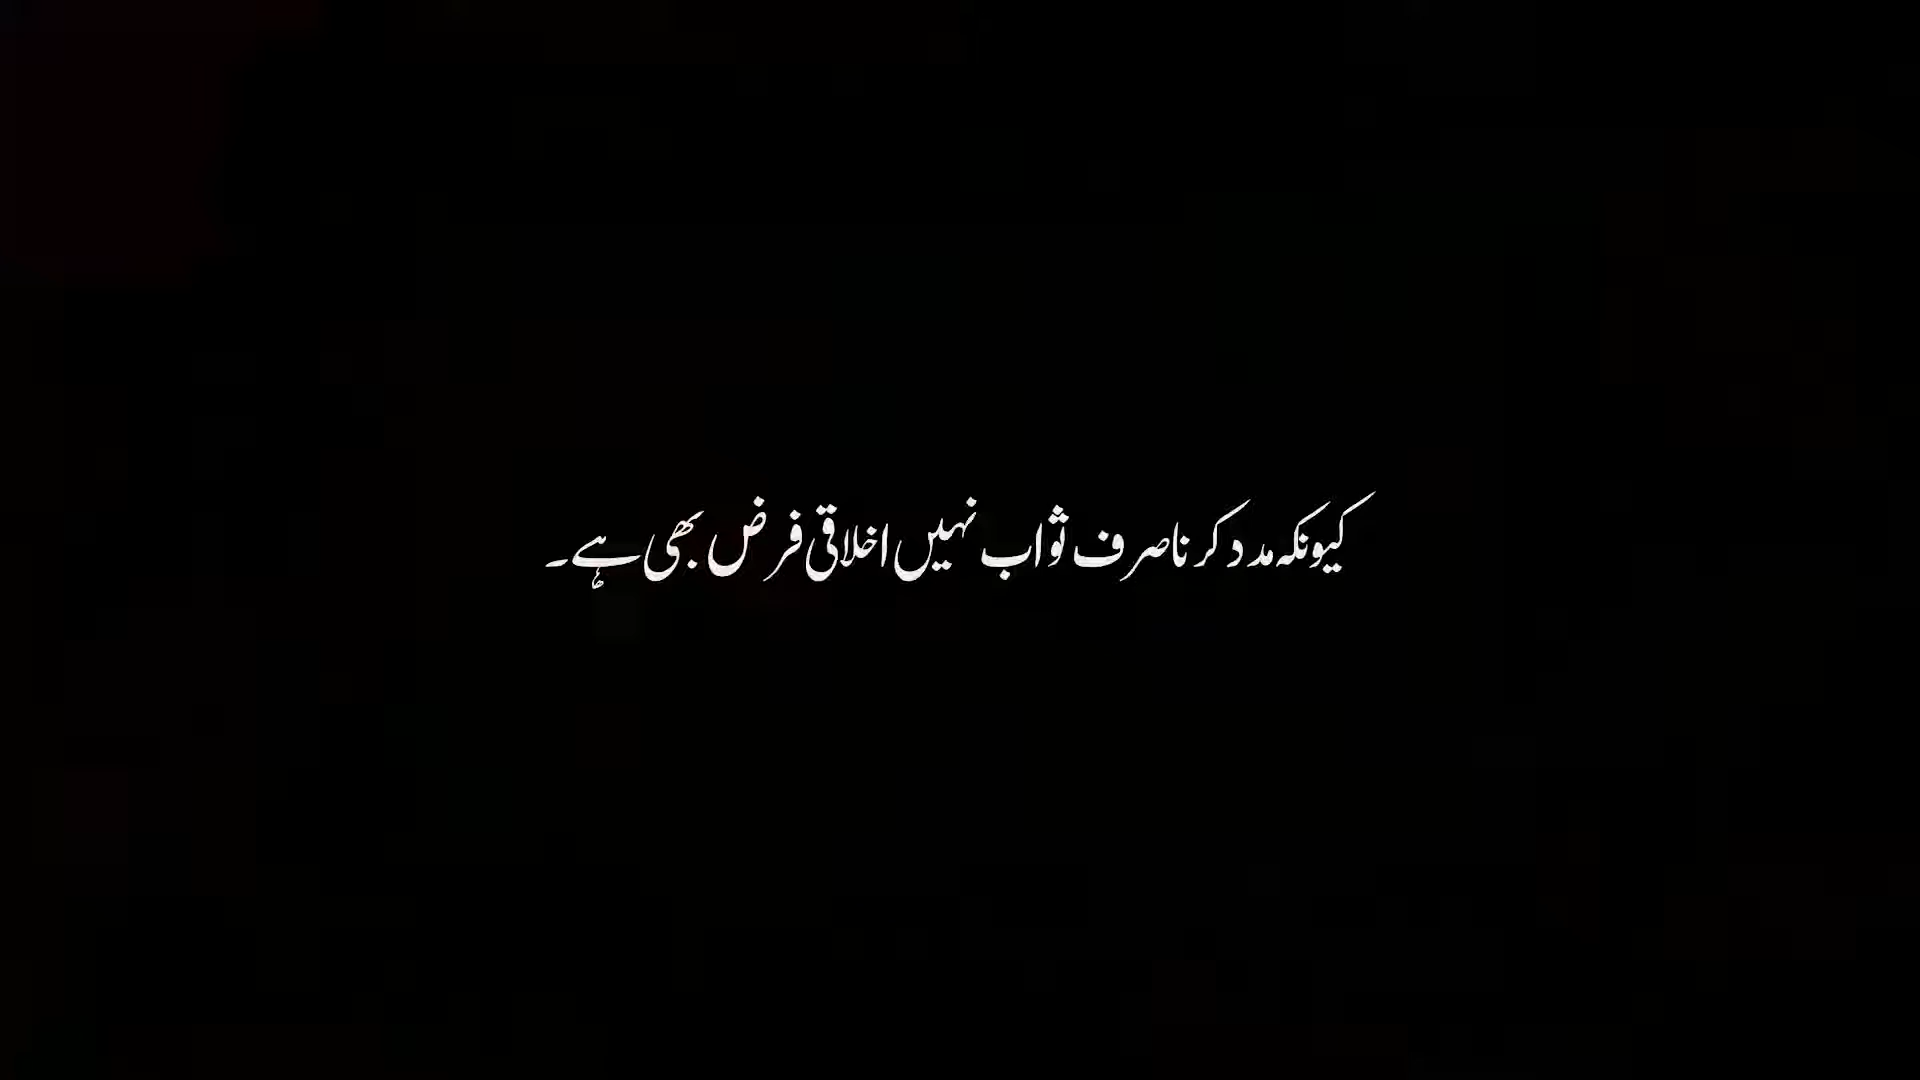 کیونکہ مدد کرنا صرف ثواب نہیں اخلاقی فرض بھی ہے۔